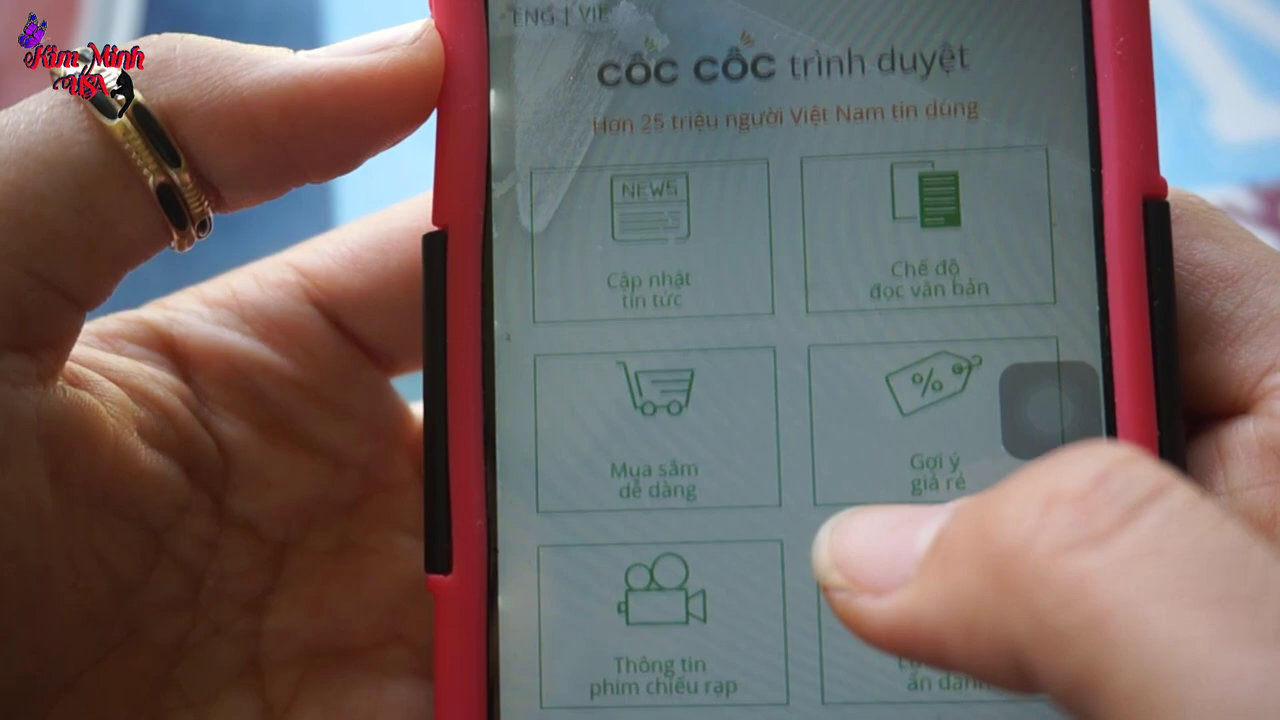 Kim Minh
USA
ENG | VIE
cốc cốc trình duyệt
Hơn 25 triệu người Việt Nam tin dùng
NEWS
Cập nhật
tin tức
Chế độ
đọc văn bản
Mua sắm
dễ dàng
%
Gợi ý
giá rẻ
Thông tin
phim chiếu rạp
ẩn danh